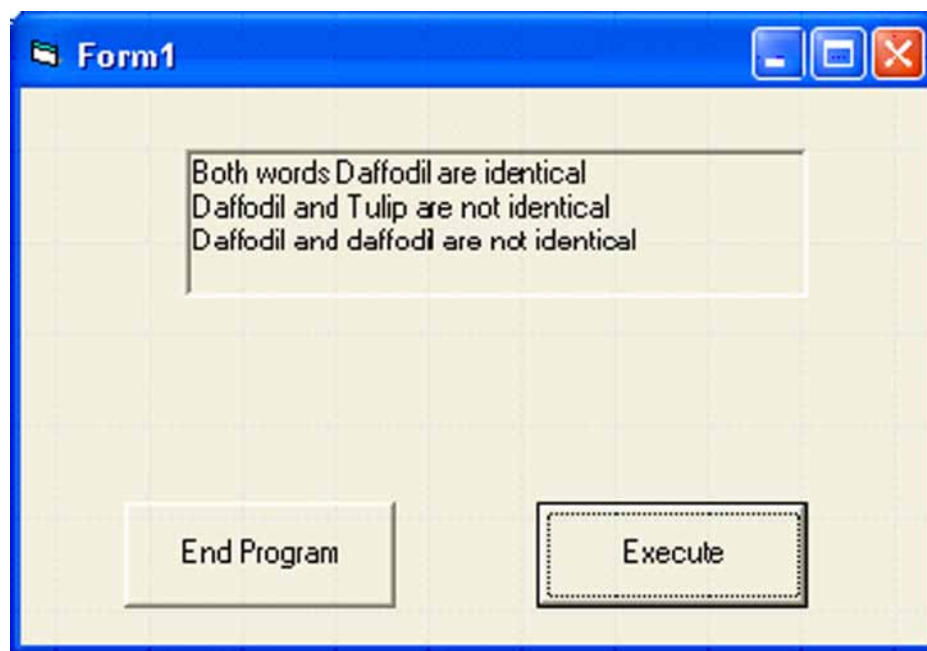 Form1
Both words Daffodil are identical
Daffodil and Tulip are not identical
Daffodil and daffodil are not identical
End Program
Execute